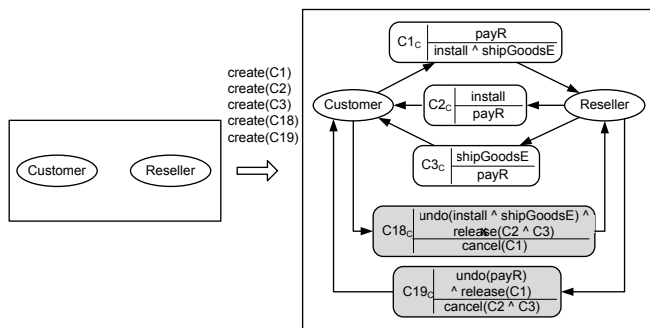 create(C1)
create(C2)
create(C3)
create(C18)
create(C19)
Customer
Reseller
C1C
payR
install ^ shipGoodsE
Customer
C2C
install
payR
Reseller
C3C
shipGoodsE
payR
C18C
undo(install ^ shipGoodsE) ^
release(C2 ^ C3)
^
cancel(C1)
C19C
undo(payR)
^ release(C1)
cancel(C2 ^ C3)